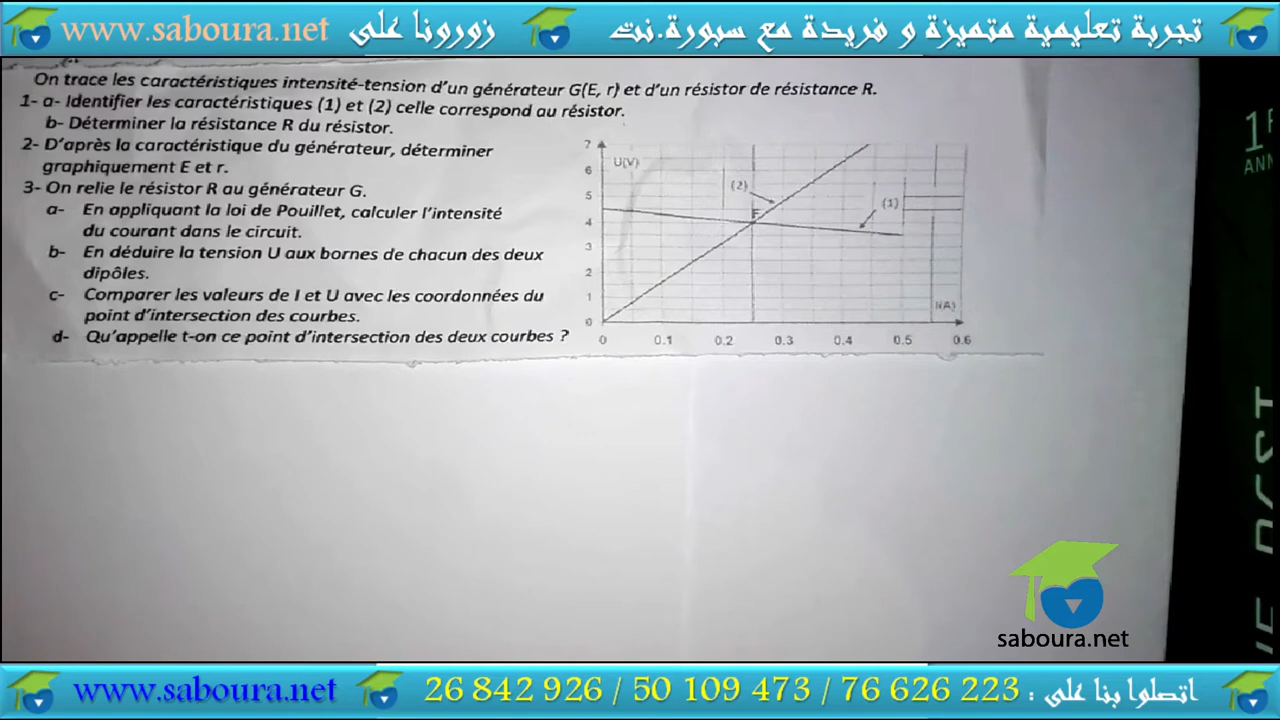 www.saboura.net زورونا على تجربة تعليمية متميزة و فريدة مع سبورة.نت
On trace les caractéristiques intensité-tension d'un générateur G(E, r) et d'un résistor de résistance R.
1- a- Identifier les caractéristiques (1) et (2) celle correspond au résistor.
b- Déterminer la résistance R du résistor.
2- D'après la caractéristique du générateur, déterminer
graphiquement E et r.
3- On relie le résistor R au générateur G.
a- En appliquant la loi de Pouillet, calculer l'intensité
du courant dans le circuit.
b- En déduire la tension U aux bornes de chacun des deux
dipôles.
c- Comparer les valeurs de I et U avec les coordonnées du
point d'intersection des courbes.
d- Qu'appelle t-on ce point d'intersection des deux courbes ?
7
U(V)
6
(2)
5
(1)
4
3
2
1
I(A)
0
0 0.1 0.2 0.3 0.4 0.5 0.6
saboura.net
www.saboura.net 26 842 926 / 50 109 473 / 76 626 223 : اتصلوا بنا على